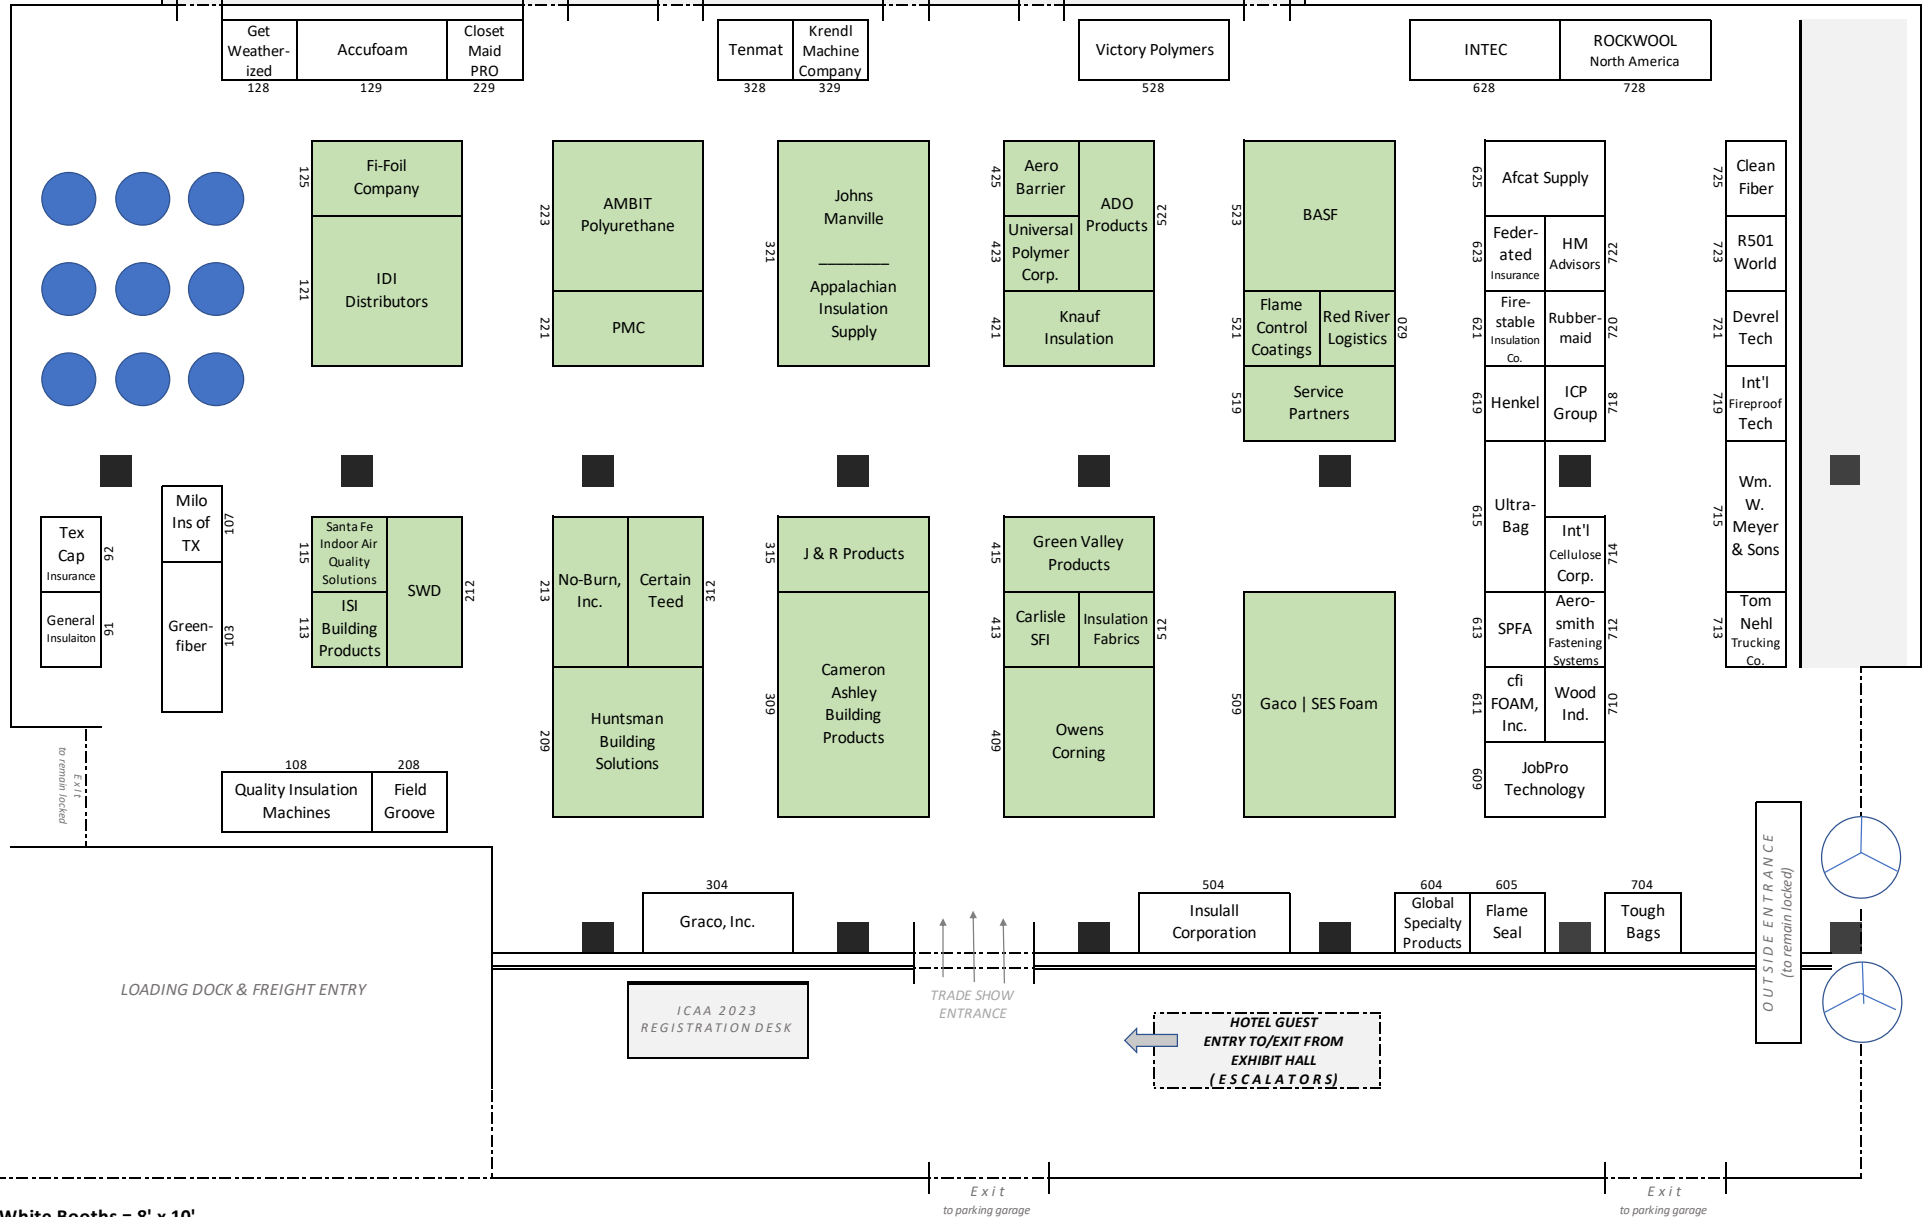 Get
Weather-
ized
128
Accufoam
129
Closet
Maid
PRO
229
Tenmat
328
Krendl
Machine
Company
329
Victory Polymers
528
INTEC
628
ROCKWOOL
North America
728
125
Fi-Foil
Company
121
IDI
Distributors
223
AMBIT
Polyurethane
221
PMC
321
Johns
Manville
________
Appalachian
Insulation
Supply
425
Aero
Barrier
423
Universal
Polymer
Corp.
ADO
Products
522
421
Knauf
Insulation
523
BASF
521
Flame
Control
Coatings
Red River
Logistics
620
519
Service
Partners
625
Afcat Supply
623
Feder-
ated
Insurance
HM
Advisors
722
621
Fire-
stable
Insulation
Co.
Rubber-
maid
720
619
Henkel
ICP
Group
718
615
Ultra-
Bag
Int'l
Cellulose
Corp.
714
613
SPFA
Aero-
smith
Fastening
Systems
712
611
cfi
FOAM,
Inc.
Wood
Ind.
710
609
JobPro
Technology
725
Clean
Fiber
723
R501
World
721
Devrel
Tech
719
Int'l
Fireproof
Tech
715
Wm.
W.
Meyer
& Sons
713
Tom
Nehl
Trucking
Co.
Tex
Cap
Insurance
92
General
Insulaiton
91
Milo
Ins of
TX
107
Green-
fiber
103
115
Santa Fe
Indoor Air
Quality
Solutions
113
ISI
Building
Products
SWD
212
213
No-Burn,
Inc.
Certain
Teed
312
209
Huntsman
Building
Solutions
315
J & R Products
309
Cameron
Ashley
Building
Products
415
Green Valley
Products
413
Carlisle
SFI
Insulation
Fabrics
512
409
Owens
Corning
509
Gaco | SES Foam
Exit
to remain locked
108
Quality Insulation
Machines
208
Field
Groove
304
Graco, Inc.
504
Insulall
Corporation
604
Global
Specialty
Products
605
Flame
Seal
704
Tough
Bags
OUTSIDE ENTRANCE
(to remain locked)
LOADING DOCK & FREIGHT ENTRY
ICAA 2023
REGISTRATION DESK
TRADE SHOW
ENTRANCE
HOTEL GUEST
ENTRY TO/EXIT FROM
EXHIBIT HALL
(ESCALATORS)
Exit
to parking garage
Exit
to parking garage
White Booths = 8' x 10'